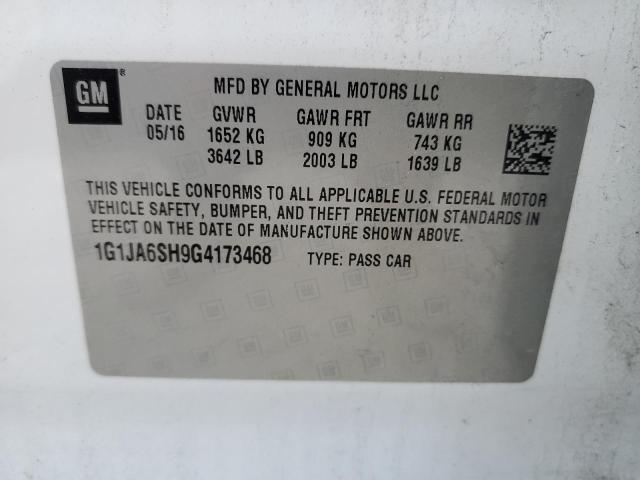 GM ®
MFD BY GENERAL MOTORS LLC
DATE GVWR GAWR FRT GAWR RR
05/16 1652 KG 909 KG 743 KG
3642 LB 2003 LB 1639 LB
THIS VEHICLE CONFORMS TO ALL APPLICABLE U.S. FEDERAL MOTOR
VEHICLE SAFETY, BUMPER, AND THEFT PREVENTION STANDARDS IN
EFFECT ON THE DATE OF MANUFACTURE SHOWN ABOVE.
1G1JA6SH9G4173468 TYPE: PASS CAR